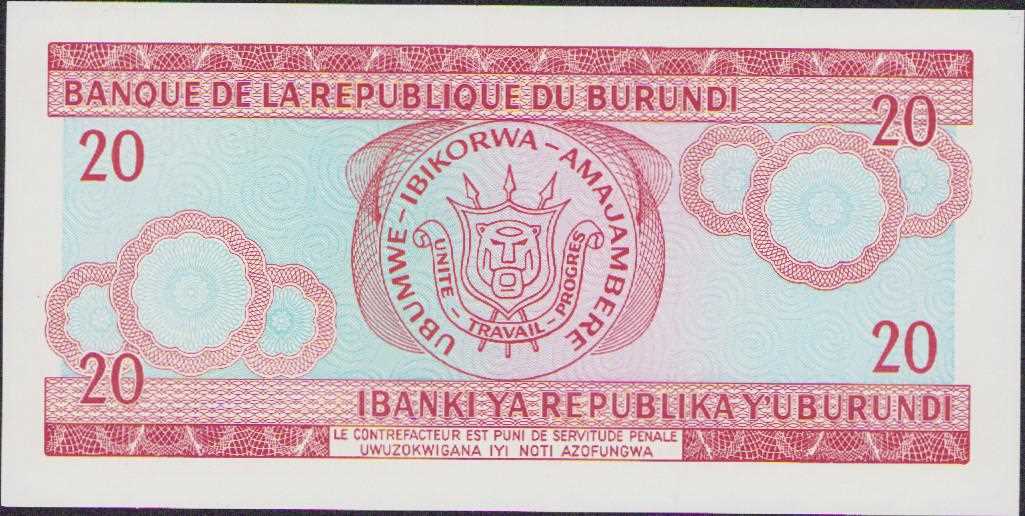 BANQUE DE LA REPUBLIQUE DU BURUNDI
20
20
UBUMWE-IBIKORWA-AMAJAMBERE
UNITE - TRAVAIL - PROGRES
20
20
IBANKI YA REPUBLIKA Y'UBURUNDI
LE CONTREFACTEUR EST PUNI DE SERVITUDE PENALE
UWUZOKWIGANA IYI NOTI AZOFUNGWA